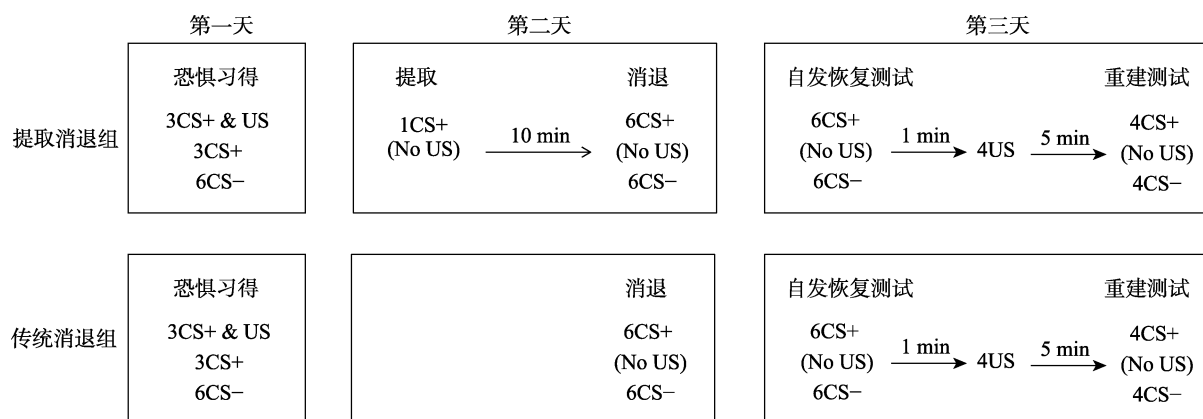 第一天
第二天
第三天
提取消退组
恐惧习得
3CS+ & US
3CS+
6CS−
提取
1CS+
(No US)
10 min
消退
6CS+
(No US)
6CS−
自发恢复测试
6CS+
(No US)
6CS−
1 min
4US
5 min
重建测试
4CS+
(No US)
4CS−
传统消退组
恐惧习得
3CS+ & US
3CS+
6CS−
消退
6CS+
(No US)
6CS−
自发恢复测试
6CS+
(No US)
6CS−
1 min
4US
5 min
重建测试
4CS+
(No US)
4CS−